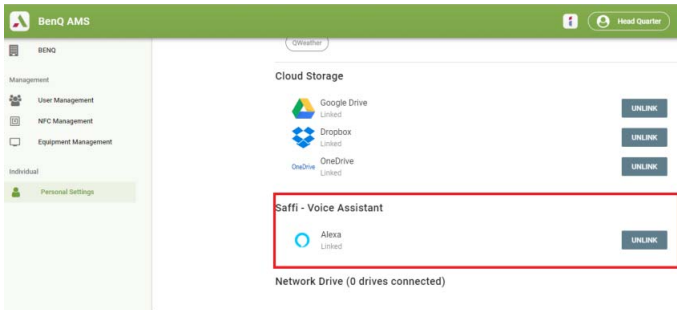 BenQ AMS
Head Quarter
BENQ
Management
User Management
NFC Management
Equipment Management
Individual
Personal Settings
QWeather
Cloud Storage
Google Drive
Linked
UNLINK
Dropbox
Linked
UNLINK
OneDrive
OneDrive
Linked
UNLINK
Saffi - Voice Assistant
Alexa
Linked
UNLINK
Network Drive (0 drives connected)